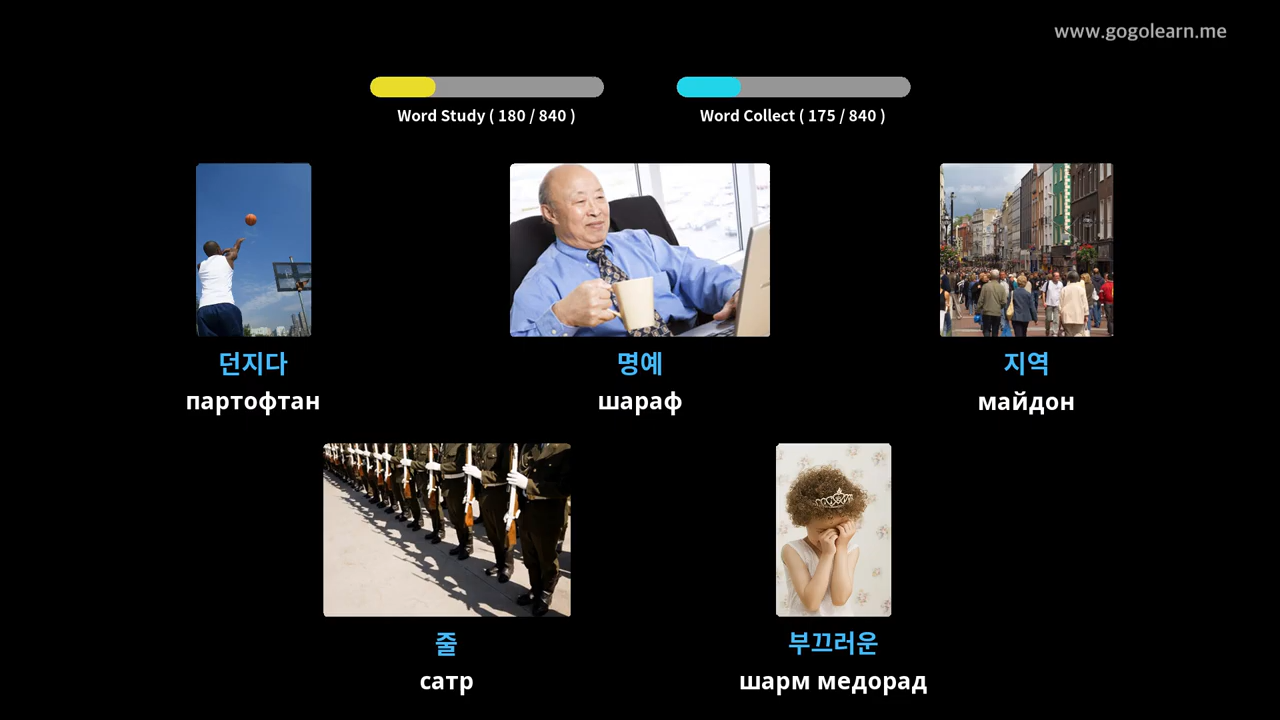 www.gogolearn.me
Word Study ( 180 / 840 )
Word Collect ( 175 / 840 )
던지다
партофтан
명예
шараф
지역
майдон
줄
сатр
부끄러운
шарм медорад